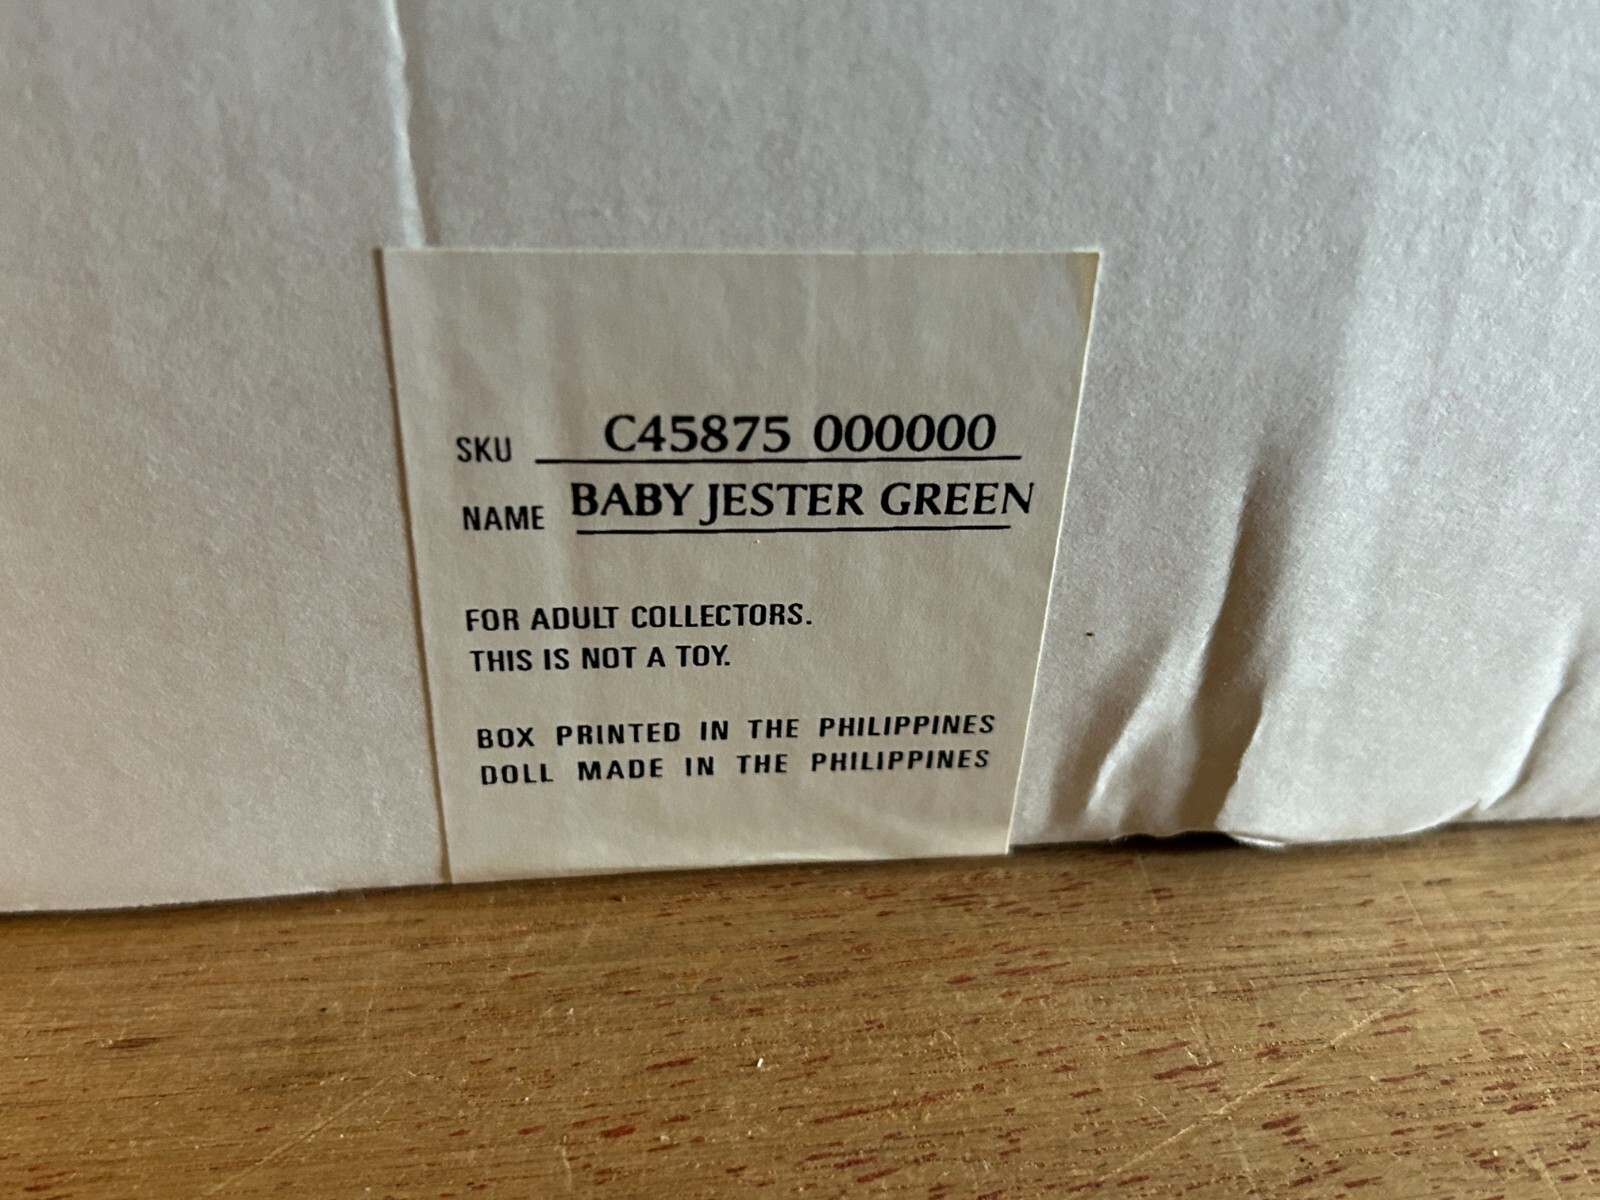 SKU C45875 000000
NAME BABY JESTER GREEN
FOR ADULT COLLECTORS.
THIS IS NOT A TOY.
BOX PRINTED IN THE PHILIPPINES
DOLL MADE IN THE PHILIPPINES